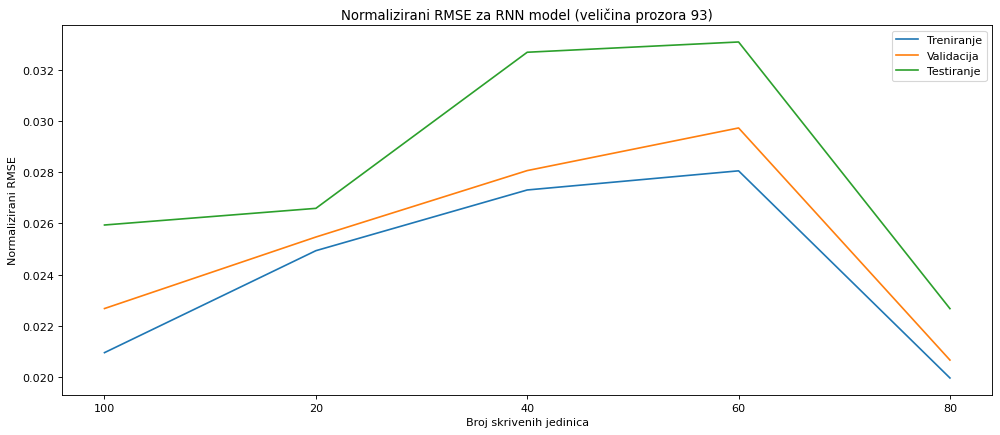 Normalizirani RMSE za RNN model (veličina prozora 93)
Treniranje
Validacija
Testiranje
Normalizirani RMSE
0.032
0.030
0.028
0.026
0.024
0.022
0.020
100 20 40 60 80
Broj skrivenih jedinica